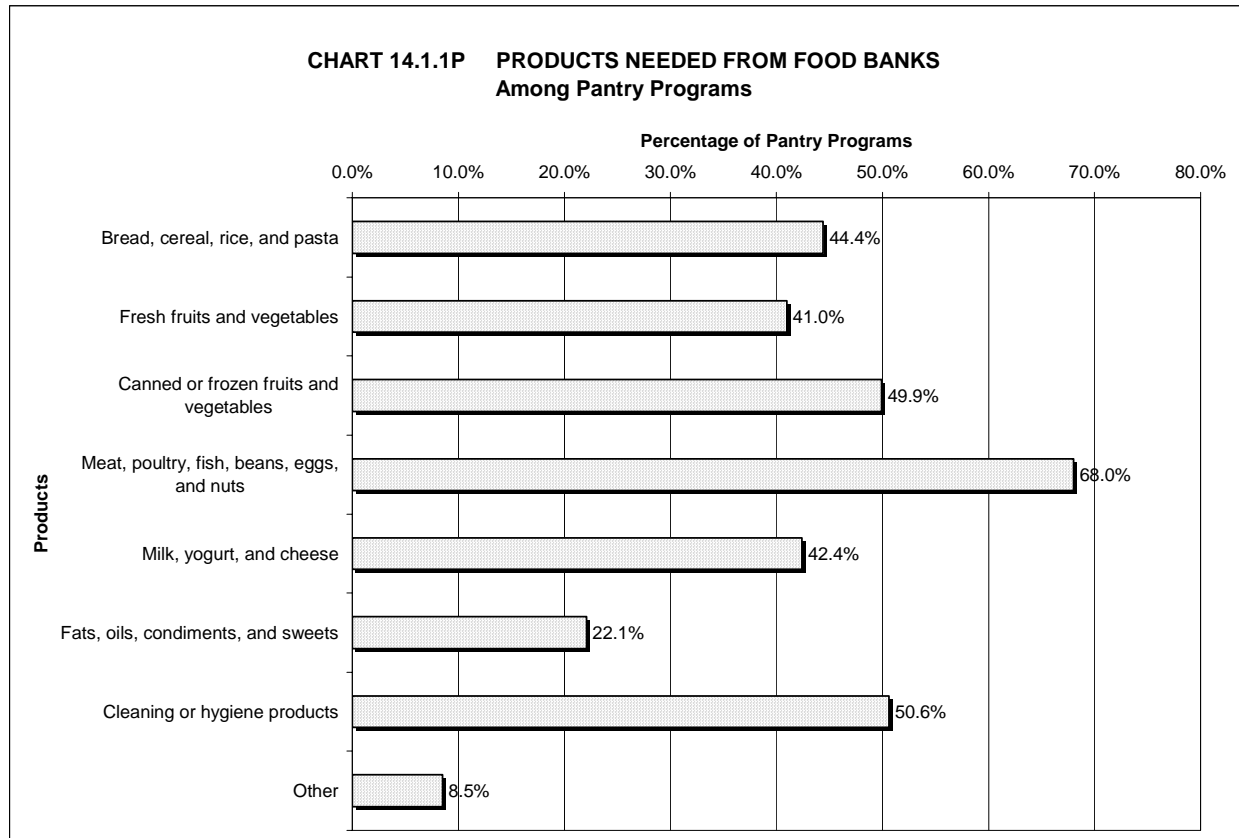 CHART 14.1.1P PRODUCTS NEEDED FROM FOOD BANKS
Among Pantry Programs
Percentage of Pantry Programs
0.0% 10.0% 20.0% 30.0% 40.0% 50.0% 60.0% 70.0% 80.0%
Products
Bread, cereal, rice, and pasta 44.4%
Fresh fruits and vegetables 41.0%
Canned or frozen fruits and
vegetables 49.9%
Meat, poultry, fish, beans, eggs,
and nuts 68.0%
Milk, yogurt, and cheese 42.4%
Fats, oils, condiments, and sweets 22.1%
Cleaning or hygiene products 50.6%
Other 8.5%